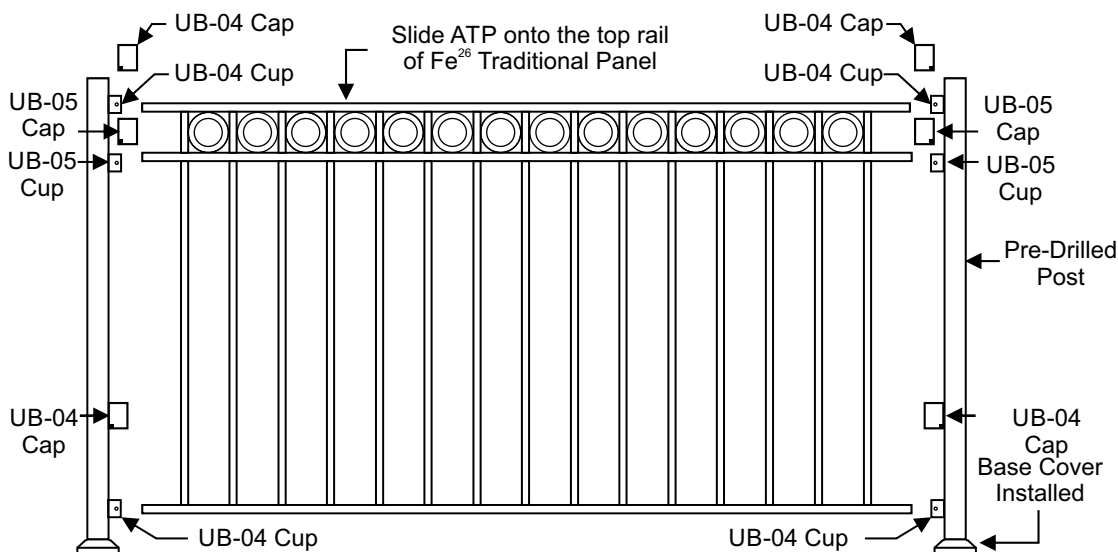 UB-04 Cap
UB-04 Cap
Slide ATP onto the top rail
of Fe²⁶ Traditional Panel
UB-04 Cup
UB-04 Cup
UB-05
Cap
UB-05
Cap
UB-05
Cup
UB-05
Cup
Pre-Drilled
Post
UB-04
Cap
UB-04
Cap
Base Cover
Installed
UB-04 Cup
UB-04 Cup